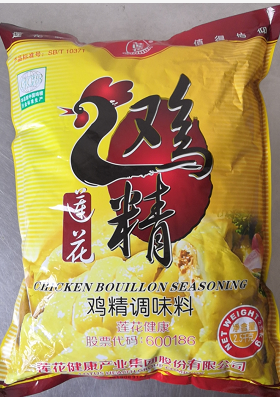 鸡精
莲花
CHICKEN BOUILLON SEASONING
鸡精调味料
莲花健康
股票代码:600186
NET WEIGHT
莲花健康产业集团股份有限公司